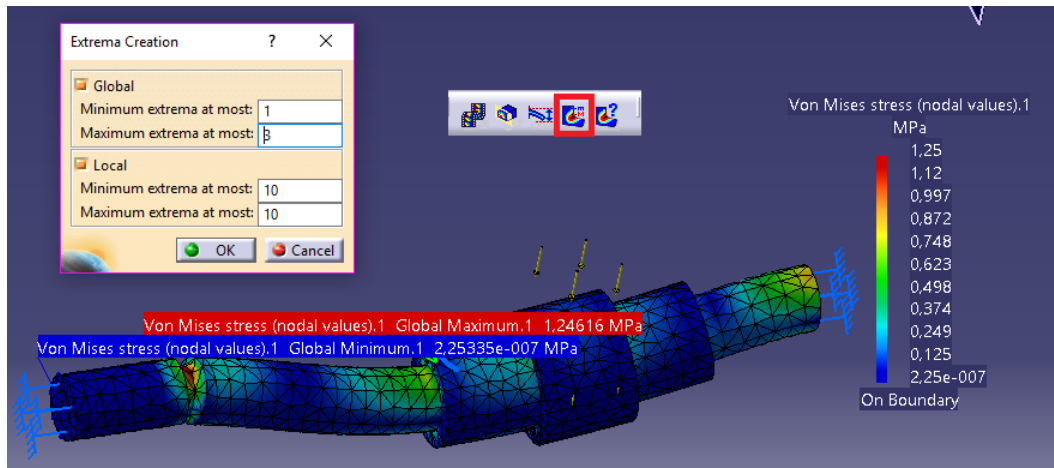 Extrema Creation ? ×
Global
Minimum extrema at most: 1
Maximum extrema at most: 3
Local
Minimum extrema at most: 10
Maximum extrema at most: 10
OK Cancel
Von Mises stress (nodal values).1
MPa
1,25
1,12
0,997
0,872
0,748
0,623
0,498
0,374
0,249
0,125
2,25e-007
On Boundary
Von Mises stress (nodal values).1 Global Maximum.1 1,24616 MPa
Von Mises stress (nodal values).1 Global Minimum.1 2,25335e-007 MPa